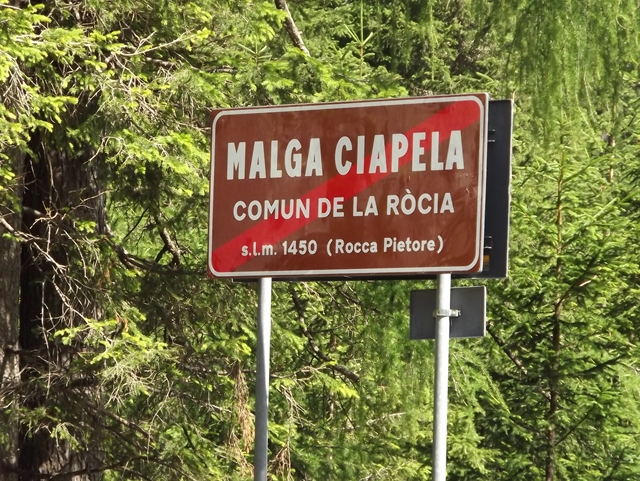 MALGA CIAPELA
COMUN DE LA RÒCIA
s.l.m. 1450 (Rocca Pietore)